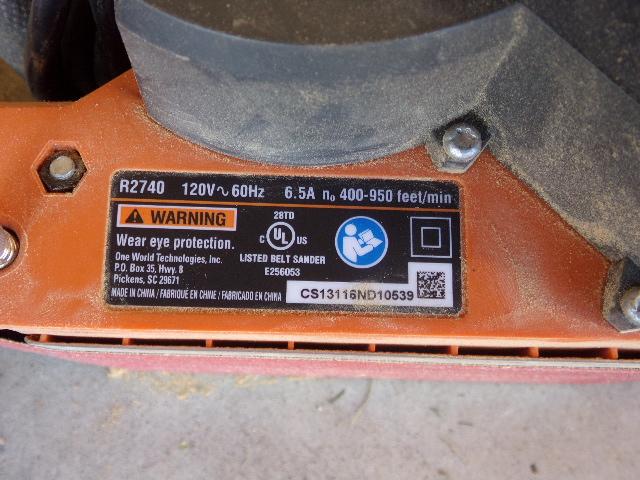 R2740 120V~ 60Hz 6.5A no 400-950 feet/min
WARNING
Wear eye protection.
One World Technologies, Inc.
P.O. Box 35, Hwy. 8
Pickens, SC 29671
MADE IN CHINA / FABRIQUÉ EN CHINE / FABRICADO EN CHINA
28TD
C UL US
LISTED BELT SANDER
E256053
CS13116ND10539